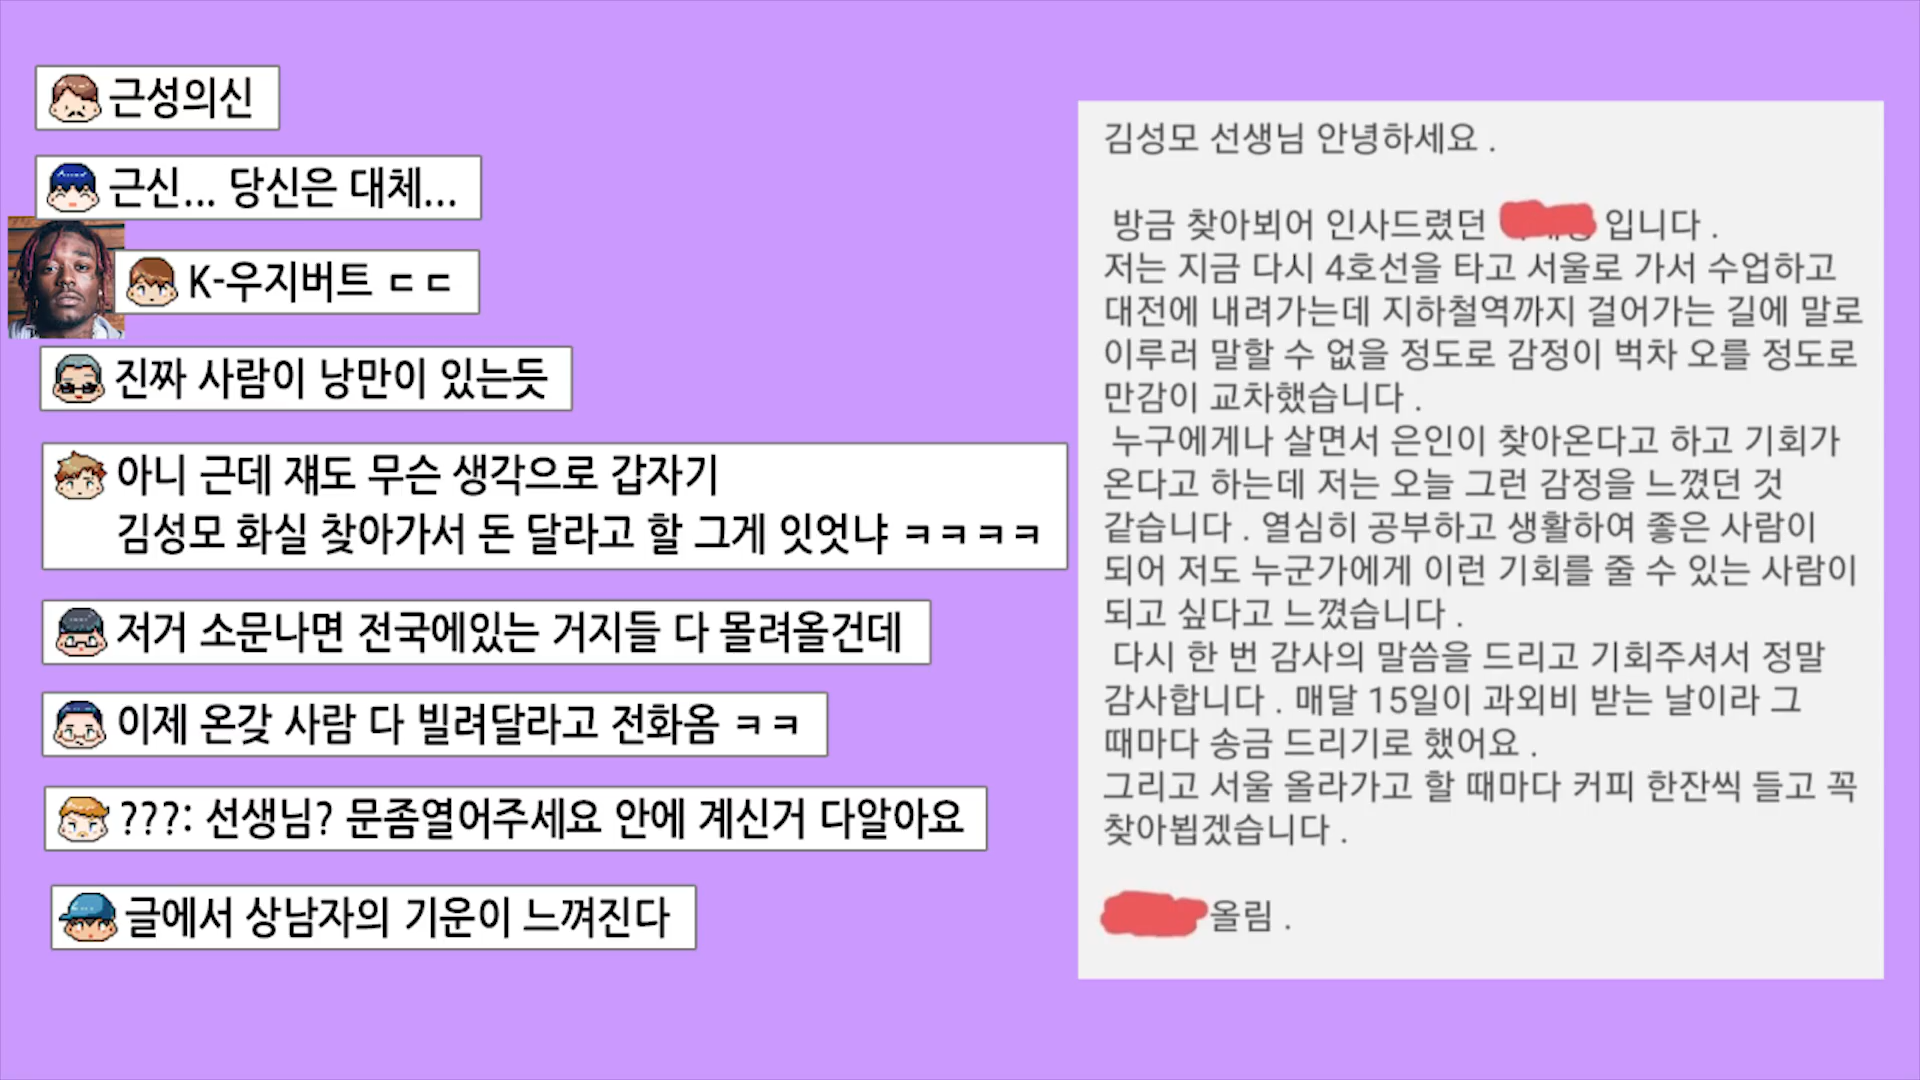 근성의신
근신... 당신은 대체...
K-우지버트 ㄷㄷ
진짜 사람이 낭만이 있는듯
아니 근데 쟤도 무슨 생각으로 갑자기
김성모 화실 찾아가서 돈 달라고 할 그게 잇엇냐 ㅋㅋㅋㅋ
저거 소문나면 전국에있는 거지들 다 몰려올건데
이제 온갖 사람 다 빌려달라고 전화옴 ㅋㅋ
???: 선생님? 문좀열어주세요 안에 계신거 다알아요
글에서 상남자의 기운이 느껴진다
김성모 선생님 안녕하세요 .
방금 찾아뵈어 인사드렸던 입니다 .
저는 지금 다시 4호선을 타고 서울로 가서 수업하고
대전에 내려가는데 지하철역까지 걸어가는 길에 말로
이루러 말할 수 없을 정도로 감정이 벅차 오를 정도로
만감이 교차했습니다 .
누구에게나 살면서 은인이 찾아온다고 하고 기회가
온다고 하는데 저는 오늘 그런 감정을 느꼈던 것
같습니다 . 열심히 공부하고 생활하여 좋은 사람이
되어 저도 누군가에게 이런 기회를 줄 수 있는 사람이
되고 싶다고 느꼈습니다 .
다시 한 번 감사의 말씀을 드리고 기회주셔서 정말
감사합니다 . 매달 15일이 과외비 받는 날이라 그
때마다 송금 드리기로 했어요 .
그리고 서울 올라가고 할 때마다 커피 한잔씩 들고 꼭
찾아뵙겠습니다 .
올림 .